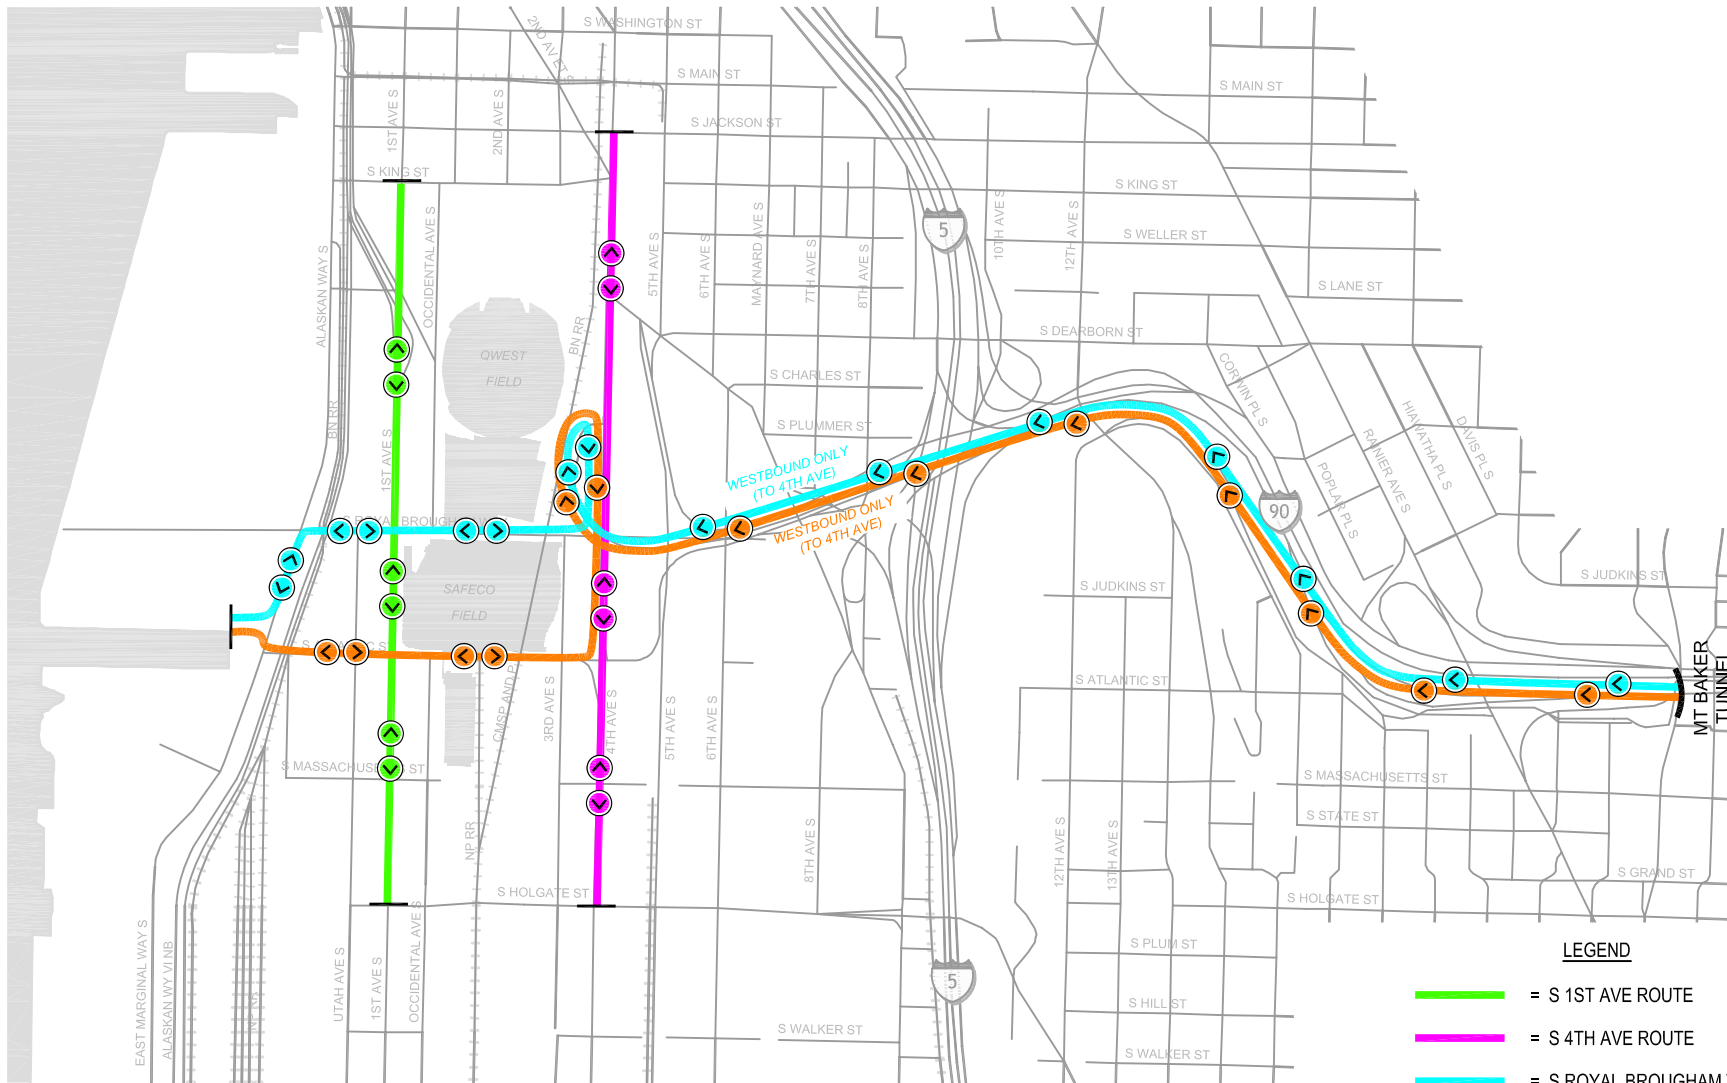 S WASHINGTON ST
2ND AV ET S
S MAIN ST
S MAIN ST
1ST AVE S
2ND AVE S
S JACKSON ST
S KING ST
S KING ST
OCCIDENTAL AVE S
ALASKAN WAY S
5TH AVE S
6TH AVE S
MAYNARD AVE S
7TH AVE S
8TH AVE S
5
10TH AVE S
12TH AVE S
S WELLER ST
S LANE ST
S DEARBORN ST
BN RR
QWEST
FIELD
S CHARLES ST
S PLUMMER ST
CORWIN PL S
HIAWATHA PL S
DAVIS PL S
RAINIER AVE S
POPLAR PL S
BN RR
1ST AVE S
WESTBOUND ONLY
(TO 4TH AVE)
WESTBOUND ONLY
(TO 4TH AVE)
90
SAFECO
FIELD
S JUDKINS ST
S JUDKINS ST
MT BAKER
TUNNEL
S ATLANTIC ST
CMSP AND P
3RD AVE S
4TH AVE S
5TH AVE S
6TH AVE S
S MASSACHUSETTS ST
S STATE ST
NP RR
8TH AVE S
12TH AVE S
13TH AVE S
S GRAND ST
S HOLGATE ST
S HOLGATE ST
EAST MARGINAL WAY S
ALASKAN WY VI NB
UTAH AVE S
1ST AVE S
OCCIDENTAL AVE S
5
S PLUM ST
S HILL ST
S WALKER ST
S WALKER ST
LEGEND
= S 1ST AVE ROUTE
= S 4TH AVE ROUTE
= S ROYAL BROUGHAM